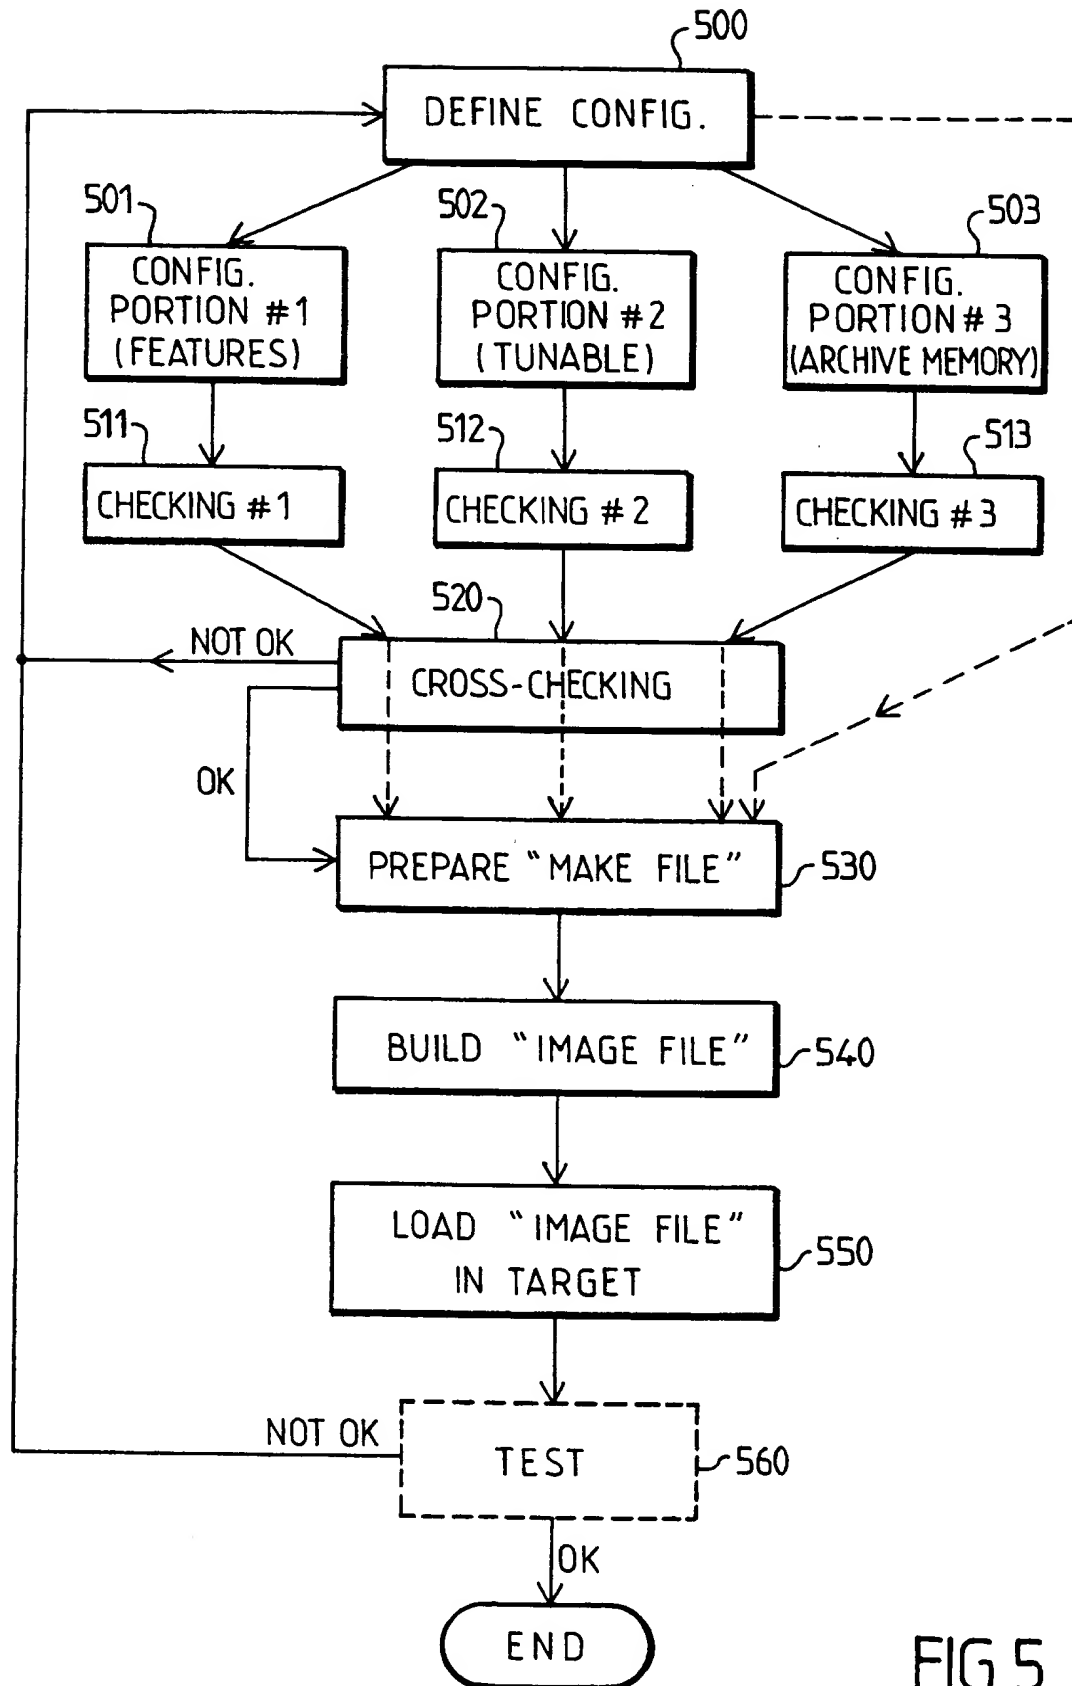 500
DEFINE CONFIG.
501
502
503
CONFIG.
PORTION #1
(FEATURES)
CONFIG.
PORTION #2
(TUNABLE)
CONFIG.
PORTION #3
(ARCHIVE MEMORY)
511
512
513
CHECKING #1
CHECKING #2
CHECKING #3
520
NOT OK
CROSS-CHECKING
OK
PREPARE "MAKE FILE"
530
BUILD "IMAGE FILE"
540
LOAD "IMAGE FILE"
IN TARGET
550
NOT OK
TEST
560
OK
END
FIG.5